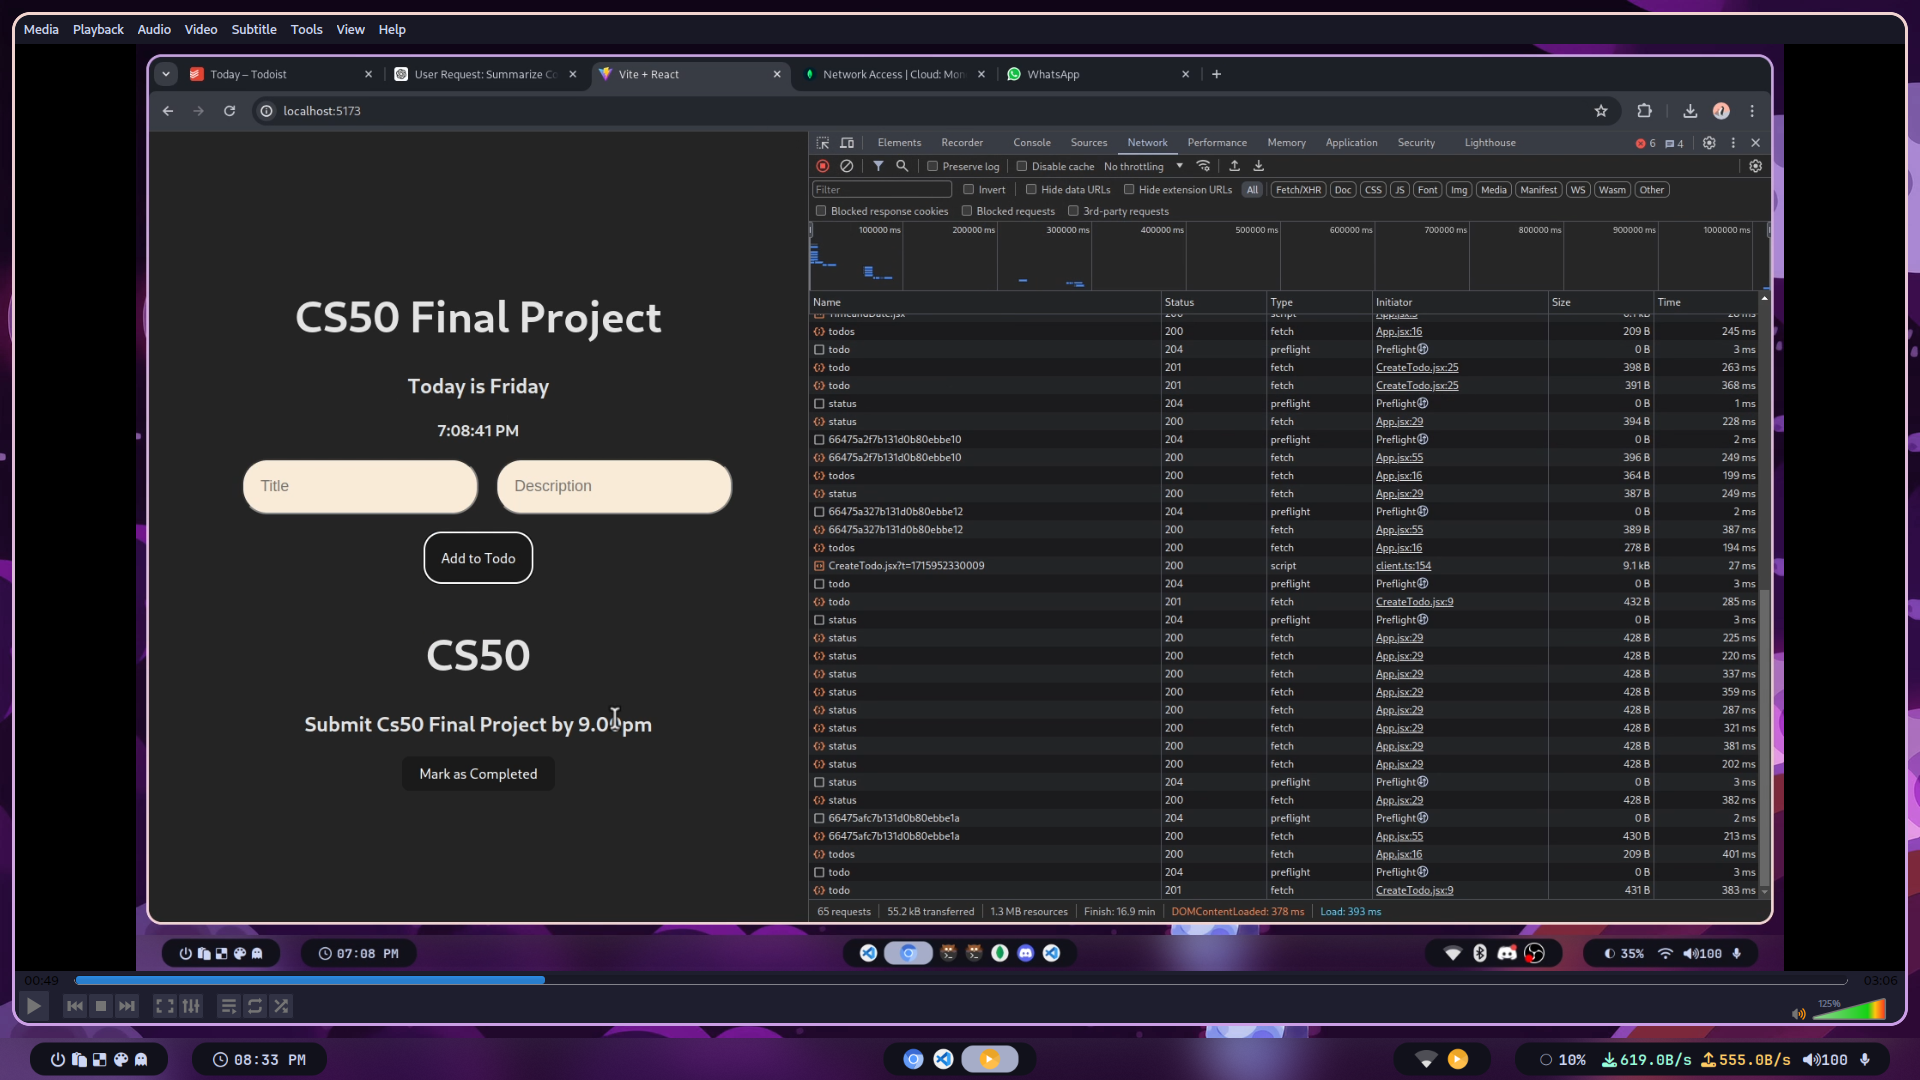 Media Playback Audio Video Subtitle Tools View Help
Today – Todoist
User Request: Summarize Co
Vite + React
Network Access | Cloud: Mon
WhatsApp
localhost:5173
Elements Recorder Console Sources Network Performance Memory Application Security Lighthouse 6 4
Preserve log Disable cache No throttling
Filter Invert Hide data URLs Hide extension URLs All Fetch/XHR Doc CSS JS Font Img Media Manifest WS Wasm Other
Blocked response cookies Blocked requests 3rd-party requests
100000 ms 200000 ms 300000 ms 400000 ms 500000 ms 600000 ms 700000 ms 800000 ms 900000 ms 1000000 ms
Name Status Type Initiator Size Time
todos 200 fetch App.jsx:16 209 B 245 ms
todo 204 preflight Preflight 0 B 3 ms
todo 201 fetch CreateTodo.jsx:25 398 B 263 ms
todo 201 fetch CreateTodo.jsx:25 391 B 368 ms
status 204 preflight Preflight 0 B 1 ms
status 200 fetch App.jsx:29 394 B 228 ms
66475a2f7b131d0b80ebbe10 204 preflight Preflight 0 B 2 ms
66475a2f7b131d0b80ebbe10 200 fetch App.jsx:55 396 B 249 ms
todos 200 fetch App.jsx:16 364 B 199 ms
status 200 fetch App.jsx:29 387 B 249 ms
66475a327b131d0b80ebbe12 204 preflight Preflight 0 B 2 ms
66475a327b131d0b80ebbe12 200 fetch App.jsx:55 389 B 387 ms
todos 200 fetch App.jsx:16 278 B 194 ms
CreateTodo.jsx?t=1715952330009 200 script client.ts:154 9.1 kB 27 ms
todo 204 preflight Preflight 0 B 3 ms
todo 201 fetch CreateTodo.jsx:9 432 B 285 ms
status 204 preflight Preflight 0 B 3 ms
status 200 fetch App.jsx:29 428 B 225 ms
status 200 fetch App.jsx:29 428 B 220 ms
status 200 fetch App.jsx:29 428 B 337 ms
status 200 fetch App.jsx:29 428 B 359 ms
status 200 fetch App.jsx:29 428 B 287 ms
status 200 fetch App.jsx:29 428 B 321 ms
status 200 fetch App.jsx:29 428 B 381 ms
status 200 fetch App.jsx:29 428 B 202 ms
status 204 preflight Preflight 0 B 3 ms
status 200 fetch App.jsx:29 428 B 382 ms
66475afc7b131d0b80ebbe1a 204 preflight Preflight 0 B 2 ms
66475afc7b131d0b80ebbe1a 200 fetch App.jsx:55 430 B 213 ms
todos 200 fetch App.jsx:16 209 B 401 ms
todo 204 preflight Preflight 0 B 3 ms
todo 201 fetch CreateTodo.jsx:9 431 B 383 ms
65 requests 55.2 kB transferred 1.3 MB resources Finish: 16.9 min DOMContentLoaded: 378 ms Load: 393 ms
CS50 Final Project
Today is Friday
7:08:41 PM
Title Description
Add to Todo
CS50
Submit Cs50 Final Project by 9.00pm
Mark as Completed
07:08 PM 35% 100
00:49 03:06
125%
08:33 PM 10% 619.0B/s 555.0B/s 100